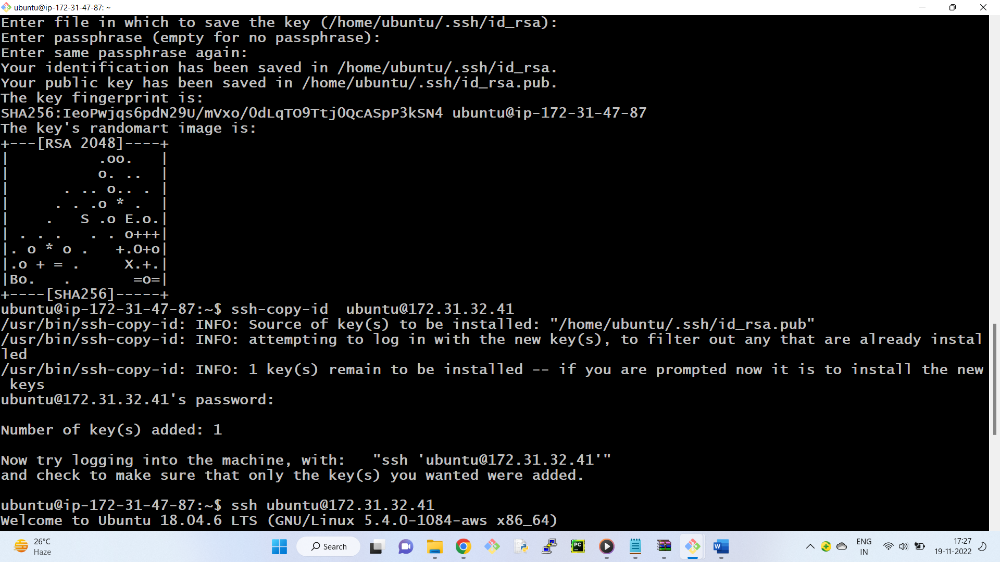 ubuntu@ip-172-31-47-87: ~
Enter file in which to save the key (/home/ubuntu/.ssh/id_rsa):
Enter passphrase (empty for no passphrase):
Enter same passphrase again:
Your identification has been saved in /home/ubuntu/.ssh/id_rsa.
Your public key has been saved in /home/ubuntu/.ssh/id_rsa.pub.
The key fingerprint is:
SHA256:IeoPwjqs6pdN29U/mVxo/0dLqTO9Ttj0QcASpP3kSN4 ubuntu@ip-172-31-47-87
The key's randomart image is:
+---[RSA 2048]----+
|           .oo.   |
|           o. ..  |
|       . .. o.. . |
|      . . .o * .  |
|     .   S .o E.o.|
|  . . .   . . o+++|
|. o * o .   +.O+o|
|.o + = .     X.+.|
|Bo.   .       =o=|
+----[SHA256]-----+
ubuntu@ip-172-31-47-87:~$ ssh-copy-id  ubuntu@172.31.32.41
/usr/bin/ssh-copy-id: INFO: Source of key(s) to be installed: "/home/ubuntu/.ssh/id_rsa.pub"
/usr/bin/ssh-copy-id: INFO: attempting to log in with the new key(s), to filter out any that are already instal
led
/usr/bin/ssh-copy-id: INFO: 1 key(s) remain to be installed -- if you are prompted now it is to install the new
 keys
ubuntu@172.31.32.41's password:
Number of key(s) added: 1
Now try logging into the machine, with:   "ssh 'ubuntu@172.31.32.41'"
and check to make sure that only the key(s) you wanted were added.
ubuntu@ip-172-31-47-87:~$ ssh ubuntu@172.31.32.41
Welcome to Ubuntu 18.04.6 LTS (GNU/Linux 5.4.0-1084-aws x86_64)
26°C
Haze
Search
PC
W
ENG
IN
17:27
19-11-2022